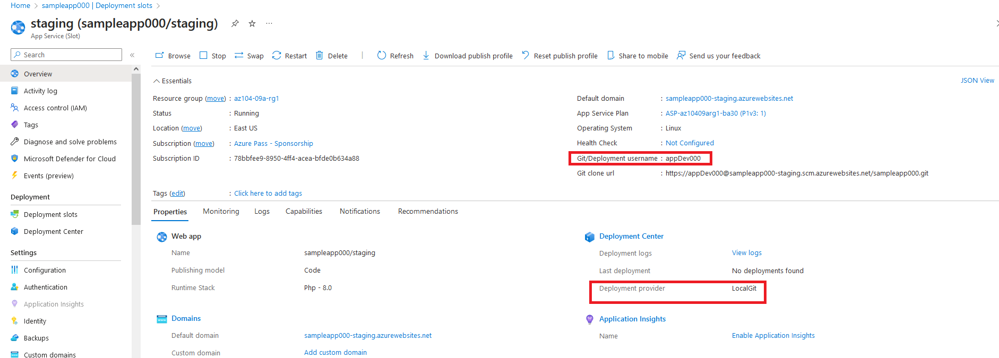 Home > sampleapp000 | Deployment slots >
staging (sampleapp000/staging)
App Service (Slot)
Search
Browse Stop Swap Restart Delete | Refresh Download publish profile Reset publish profile Share to mobile Send us your feedback
Overview
Activity log
Access control (IAM)
Tags
Diagnose and solve problems
Microsoft Defender for Cloud
Events (preview)
Deployment
Deployment slots
Deployment Center
Settings
Configuration
Authentication
Application Insights
Identity
Backups
Custom domains
Essentials
JSON View
Resource group (move) : az104-09a-rg1
Status : Running
Location (move) : East US
Subscription (move) : Azure Pass - Sponsorship
Subscription ID : 78bbfee9-8950-4ff4-acea-bfde0b634a88
Default domain : sampleapp000-staging.azurewebsites.net
App Service Plan : ASP-az10409arg1-ba30 (P1v3: 1)
Operating System : Linux
Health Check : Not Configured
Git/Deployment username : appDev000
Git clone url : https://appDev000@sampleapp000-staging.scm.azurewebsites.net/sampleapp000.git
Tags (edit) : Click here to add tags
Properties Monitoring Logs Capabilities Notifications Recommendations
Web app
Name sampleapp000/staging
Publishing model Code
Runtime Stack Php - 8.0
Domains
Default domain sampleapp000-staging.azurewebsites.net
Custom domain Add custom domain
Deployment Center
Deployment logs View logs
Last deployment No deployments found
Deployment provider LocalGit
Application Insights
Name Enable Application Insights